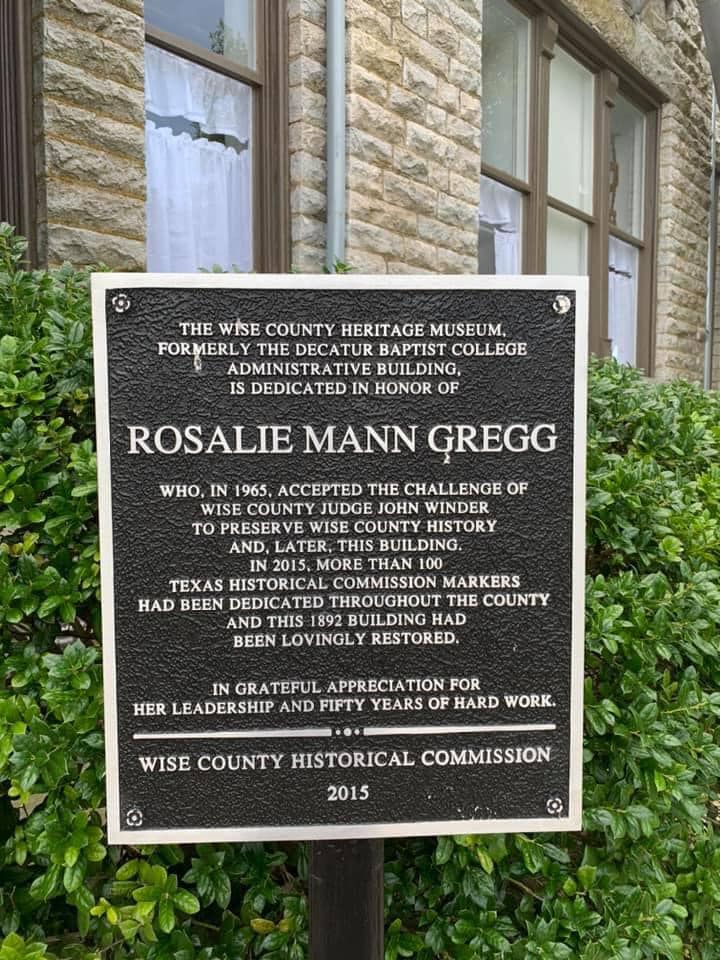 THE WISE COUNTY HERITAGE MUSEUM,
FORMERLY THE DECATUR BAPTIST COLLEGE
ADMINISTRATIVE BUILDING,
IS DEDICATED IN HONOR OF
ROSALIE MANN GREGG
WHO, IN 1965, ACCEPTED THE CHALLENGE OF
WISE COUNTY JUDGE JOHN WINDER
TO PRESERVE WISE COUNTY HISTORY
AND, LATER, THIS BUILDING.
IN 2015, MORE THAN 100
TEXAS HISTORICAL COMMISSION MARKERS
HAD BEEN DEDICATED THROUGHOUT THE COUNTY
AND THIS 1892 BUILDING HAD
BEEN LOVINGLY RESTORED.
IN GRATEFUL APPRECIATION FOR
HER LEADERSHIP AND FIFTY YEARS OF HARD WORK.
WISE COUNTY HISTORICAL COMMISSION
2015